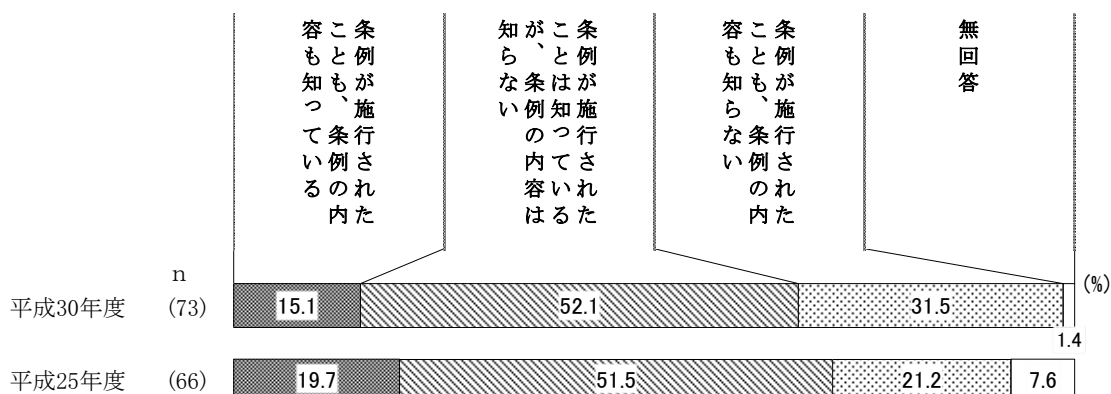 条例が施行された
ことも、条例の内
容も知っている
条例が施行された
ことは知っている
が、条例の内容は
知らない
条例が施行された
ことも、条例の内
容も知らない
無回答
n
(%)
平成30年度 (73) 15.1 52.1 31.5
1.4
平成25年度 (66) 19.7 51.5 21.2 7.6